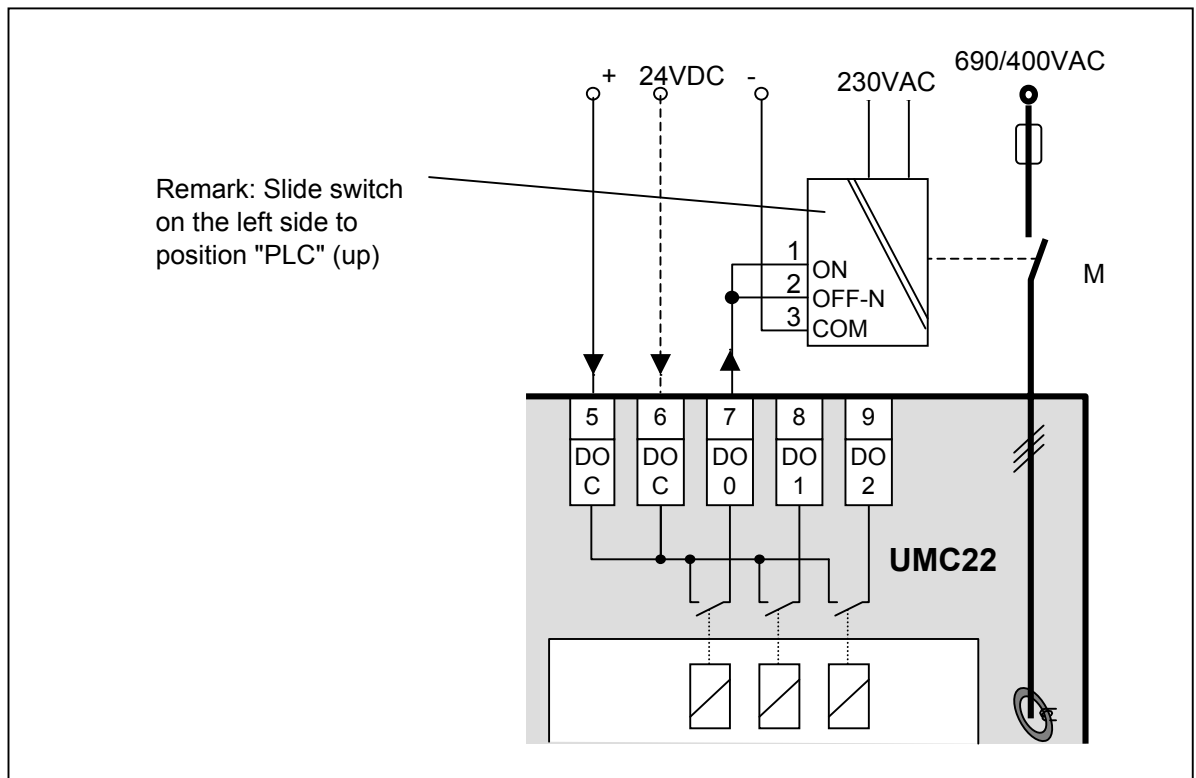 690/400VAC
+ 24VDC -
230VAC
Remark: Slide switch
on the left side to
position "PLC" (up)
1 ON
2 OFF-N
3 COM
M
5 6 7 8 9
DO DO DO DO DO
C C 0 1 2
UMC22